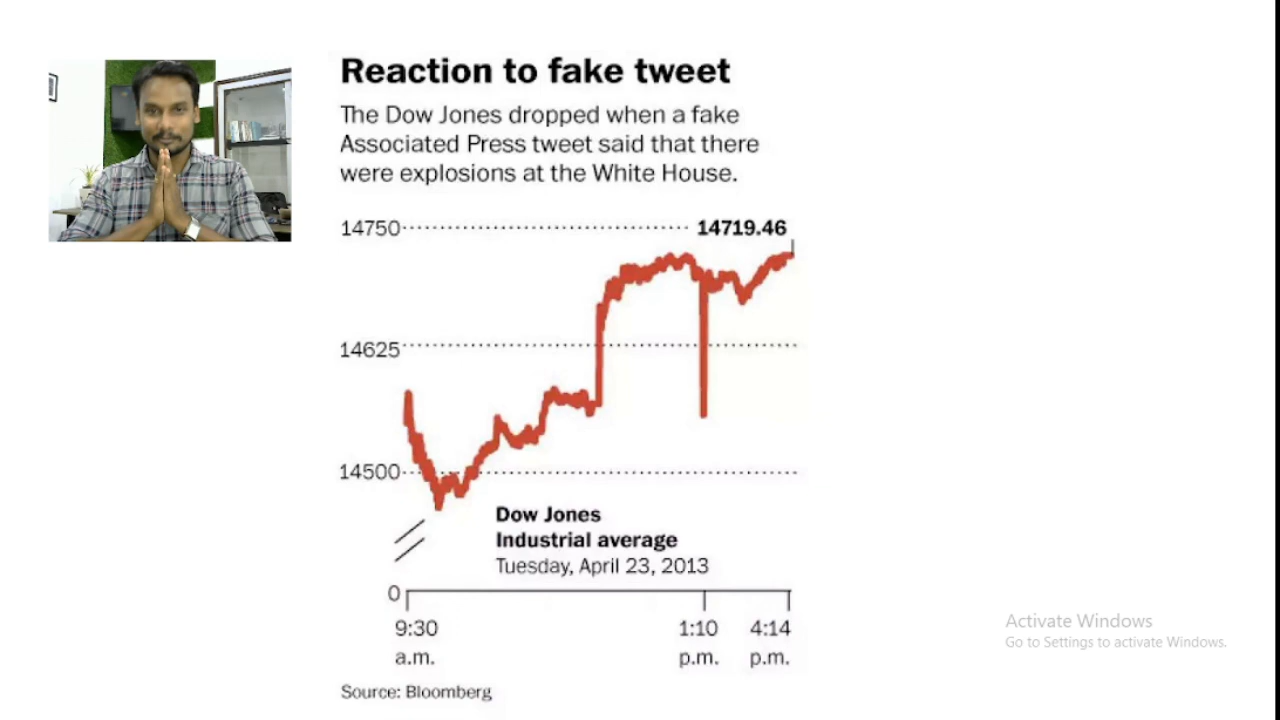 Reaction to fake tweet
The Dow Jones dropped when a fake
Associated Press tweet said that there
were explosions at the White House.
14750
14719.46
14625
14500
Dow Jones
Industrial average
Tuesday, April 23, 2013
0
9:30 1:10 4:14
a.m. p.m. p.m.
Source: Bloomberg
Activate Windows
Go to Settings to activate Windows.